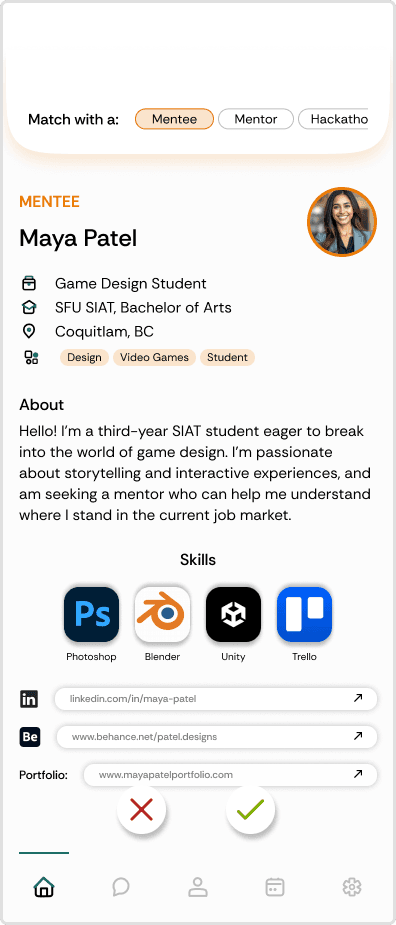 Match with a: Mentee Mentor Hackatho
MENTEE
Maya Patel
Game Design Student
SFU SIAT, Bachelor of Arts
Coquitlam, BC
Design Video Games Student
About
Hello! I'm a third-year SIAT student eager to break
into the world of game design. I'm passionate
about storytelling and interactive experiences, and
am seeking a mentor who can help me understand
where I stand in the current job market.
Skills
Ps
Photoshop Blender Unity Trello
in linkedin.com/in/maya-patel
Be www.behance.net/patel.designs
Portfolio: www.mayapatelportfolio.com